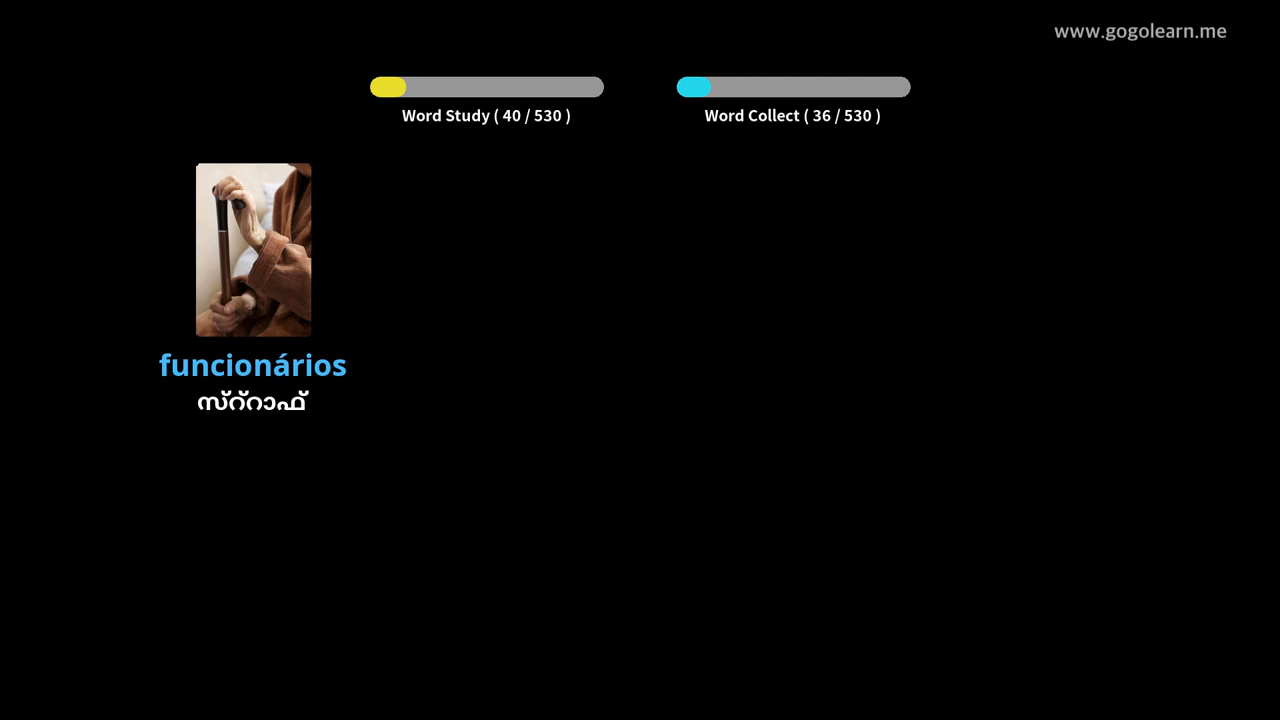 www.gogolearn.me
Word Study ( 40 / 530 )
Word Collect ( 36 / 530 )
funcionários
സ്റ്റാഫ്